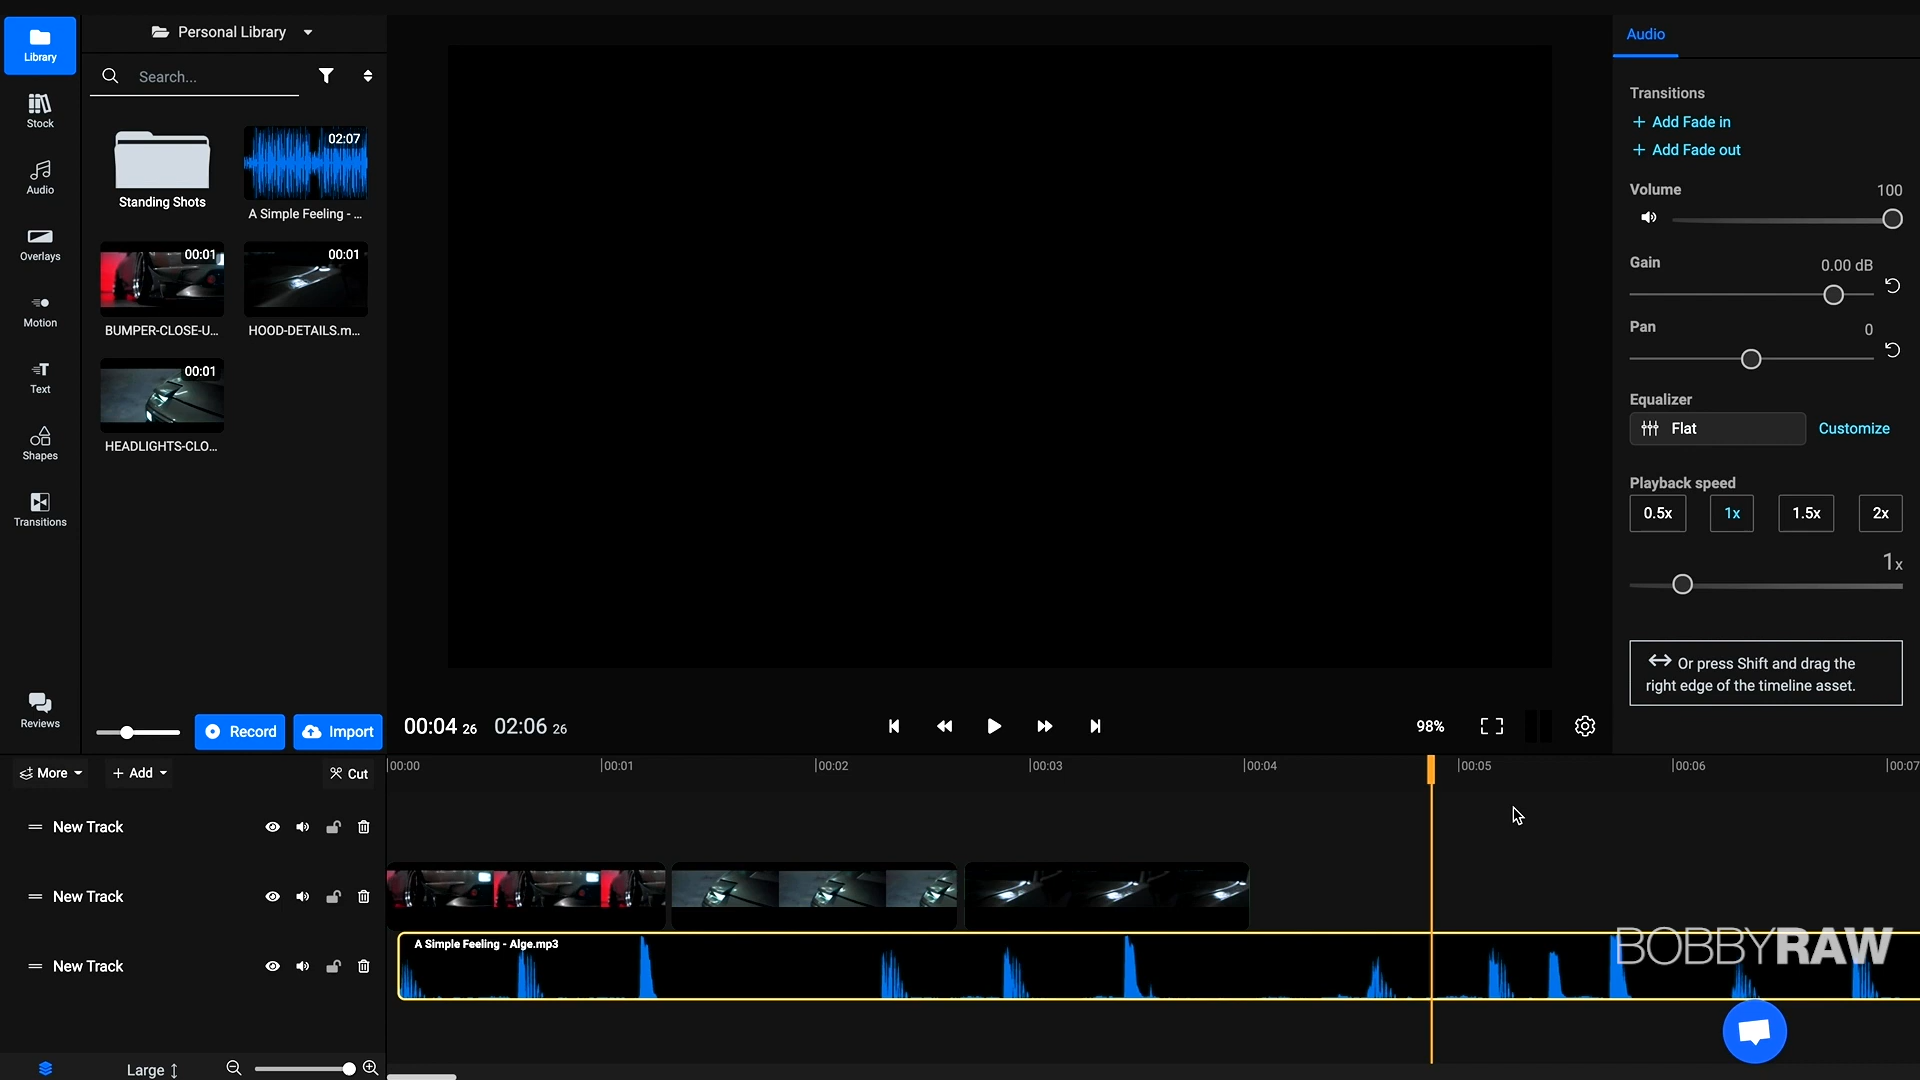 Library
Stock
Audio
Overlays
Motion
Text
Shapes
Transitions
Reviews
Personal Library
Search...
Standing Shots
02:07
A Simple Feeling - ...
00:01
BUMPER-CLOSE-U...
00:01
HOOD-DETAILS.m...
00:01
HEADLIGHTS-CLO...
Record
Import
00:04 26 02:06 26
98%
Audio
Transitions
+ Add Fade in
+ Add Fade out
Volume 100
Gain 0.00 dB
Pan 0
Equalizer
Flat Customize
Playback speed
0.5x 1x 1.5x 2x
1x
Or press Shift and drag the
right edge of the timeline asset.
More + Add Cut
00:00 00:01 00:02 00:03 00:04 00:05 00:06 00:07
New Track
New Track
New Track
A Simple Feeling - Alge.mp3
BOBBYRAW
Large